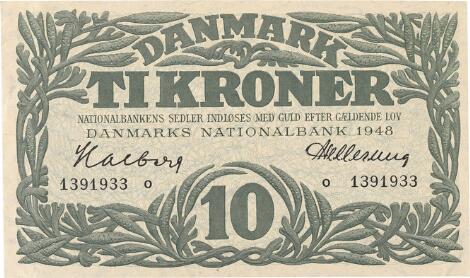 DANMARK
TI KRONER
NATIONALBANKENS SEDLER INDLØSES MED GULD EFTER GÆLDENDE LOV
DANMARKS NATIONALBANK 1948
1391933 o o 1391933
10